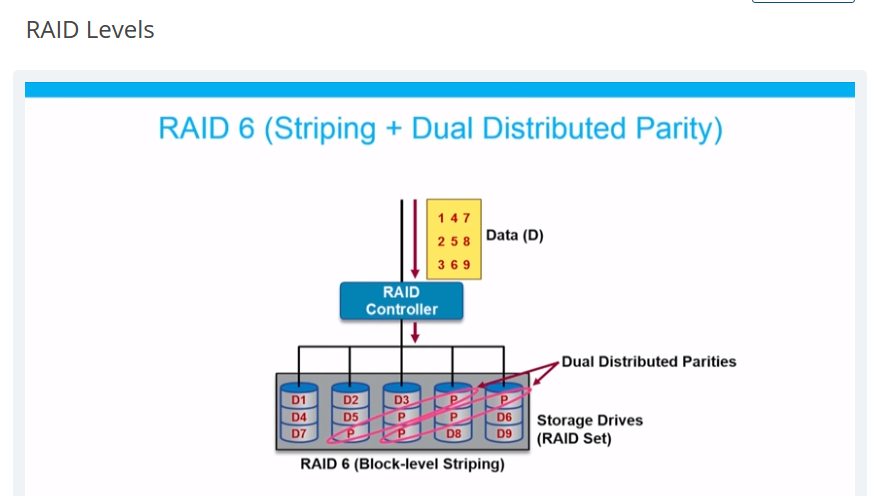 RAID Levels
RAID 6 (Striping + Dual Distributed Parity)
1 4 7
2 5 8
3 6 9
Data (D)
RAID
Controller
Dual Distributed Parities
D1 D2 D3 P P
D4 D5 P P D6
D7 P P D8 D9
Storage Drives
(RAID Set)
RAID 6 (Block-level Striping)